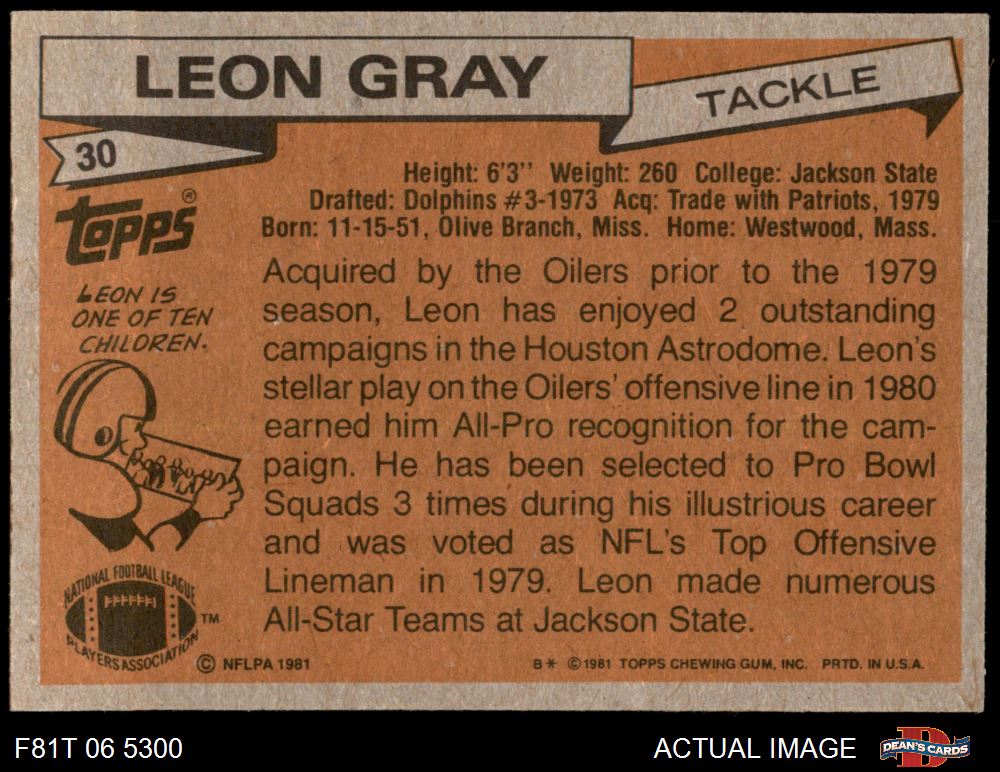 LEON GRAY
TACKLE
30
Height: 6'3'' Weight: 260 College: Jackson State
Drafted: Dolphins #3-1973 Acq: Trade with Patriots, 1979
Born: 11-15-51, Olive Branch, Miss. Home: Westwood, Mass.
TOPPS®
LEON IS
ONE OF TEN
CHILDREN.
Acquired by the Oilers prior to the 1979
season, Leon has enjoyed 2 outstanding
campaigns in the Houston Astrodome. Leon's
stellar play on the Oilers' offensive line in 1980
earned him All-Pro recognition for the cam-
paign. He has been selected to Pro Bowl
Squads 3 times during his illustrious career
and was voted as NFL's Top Offensive
Lineman in 1979. Leon made numerous
All-Star Teams at Jackson State.
NATIONAL FOOTBALL LEAGUE
PLAYERS ASSOCIATION
TM
© NFLPA 1981
B* © 1981 TOPPS CHEWING GUM, INC. PRTD. IN U.S.A.
F81T 06 5300
ACTUAL IMAGE
D
DEAN'S CARDS